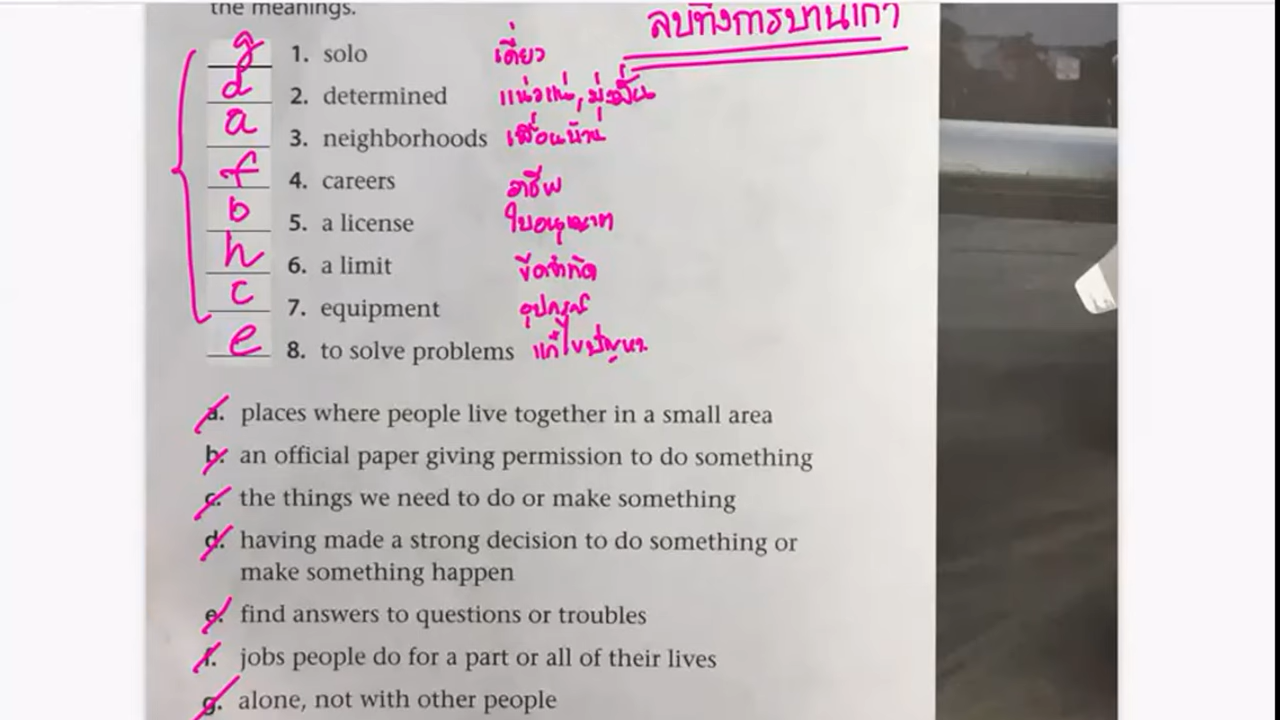 the meanings.
ลบทิ้งการบ้านเก่า
g 1. solo เดี่ยว
d 2. determined แน่วแน่, มุ่งมั่น
a 3. neighborhoods เพื่อนบ้าน
f 4. careers อาชีพ
b 5. a license ใบอนุญาต
h 6. a limit ขีดจำกัด
c 7. equipment อุปกรณ์
e 8. to solve problems แก้ไขปัญหา
a. places where people live together in a small area
b. an official paper giving permission to do something
c. the things we need to do or make something
d. having made a strong decision to do something or
make something happen
e. find answers to questions or troubles
f. jobs people do for a part or all of their lives
g. alone, not with other people